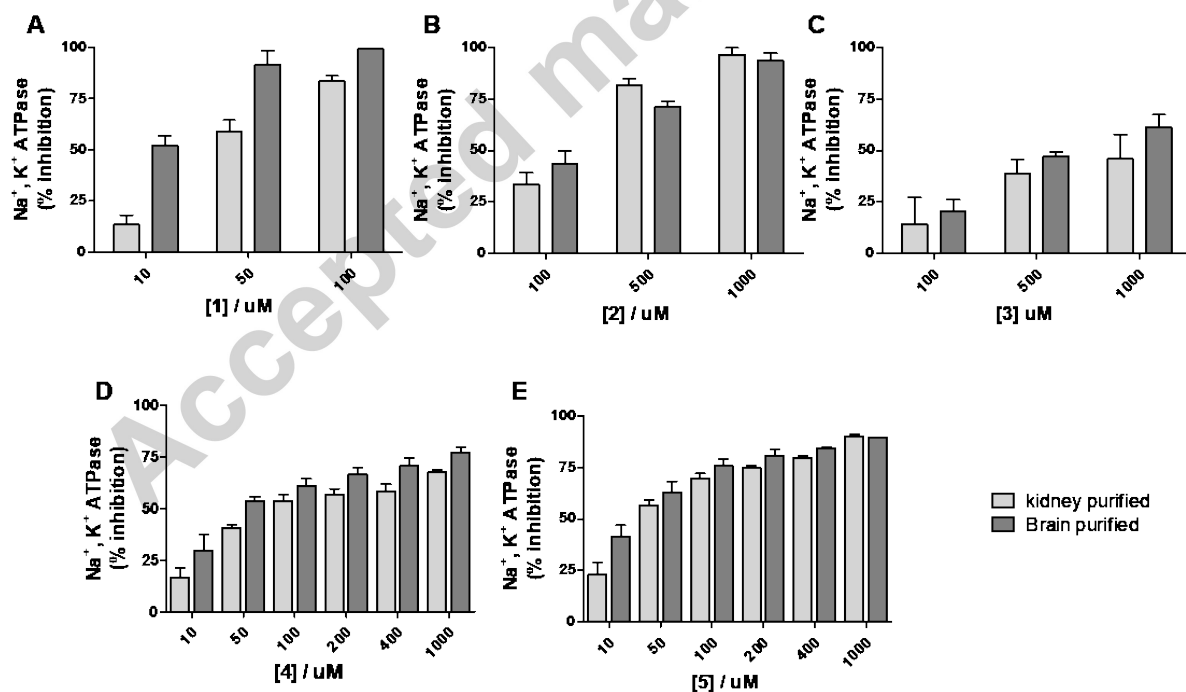 A
Na⁺, K⁺ ATPase
(% inhibition)
100
75
50
25
0
10
50
100
[1] / uM
B
Na⁺, K⁺ ATPase
(% inhibition)
100
75
50
25
0
100
500
1000
[2] / uM
C
Na⁺, K⁺ ATPase
(% inhibition)
100
75
50
25
0
100
500
1000
[3] uM
D
Na⁺, K⁺ ATPase
(% inhibition)
100
75
50
25
0
10
50
100
200
400
1000
[4] / uM
E
Na⁺, K⁺ ATPase
(% inhibition)
100
75
50
25
0
10
50
100
200
400
1000
[5] / uM
kidney purified
Brain purified
Accepted ma